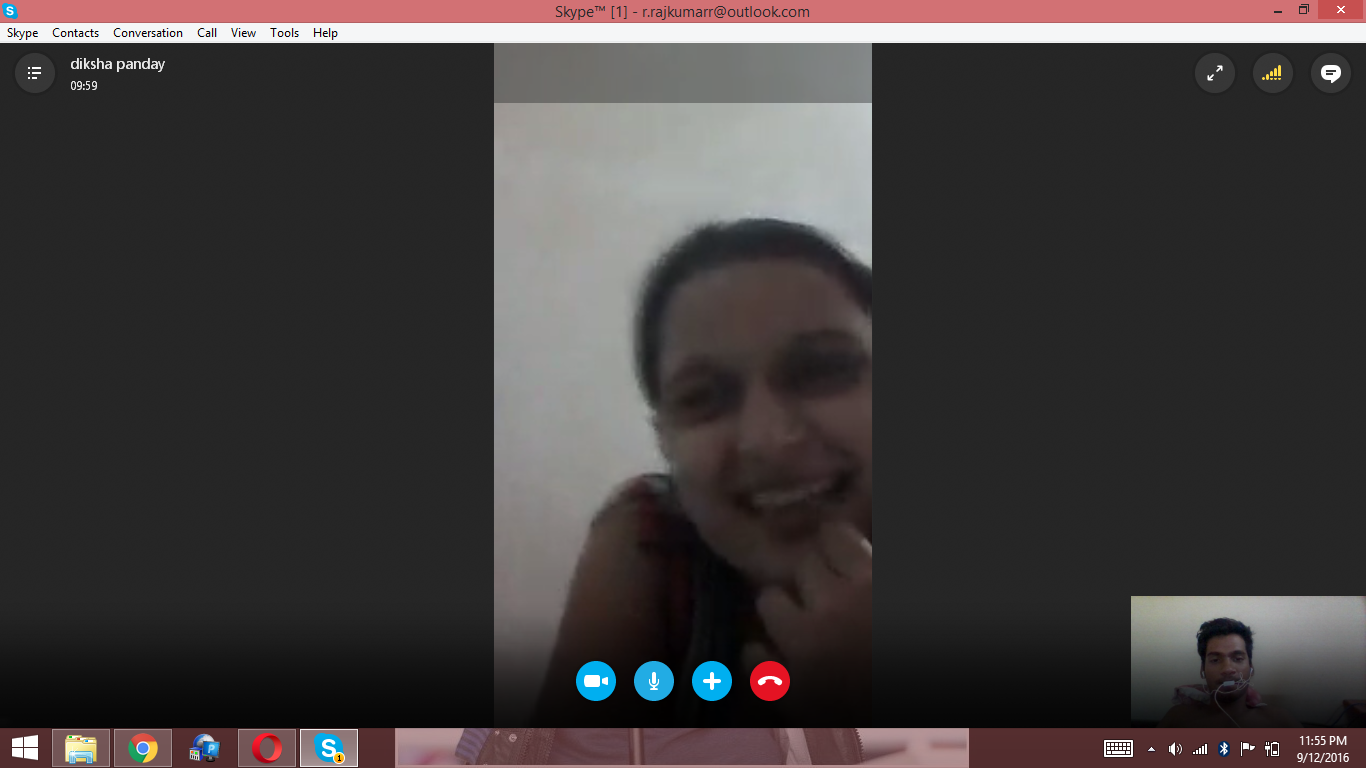 Skype™ [1] - r.rajkumarr@outlook.com
Skype Contacts Conversation Call View Tools Help
diksha panday
09:59
1
11:55 PM
9/12/2016